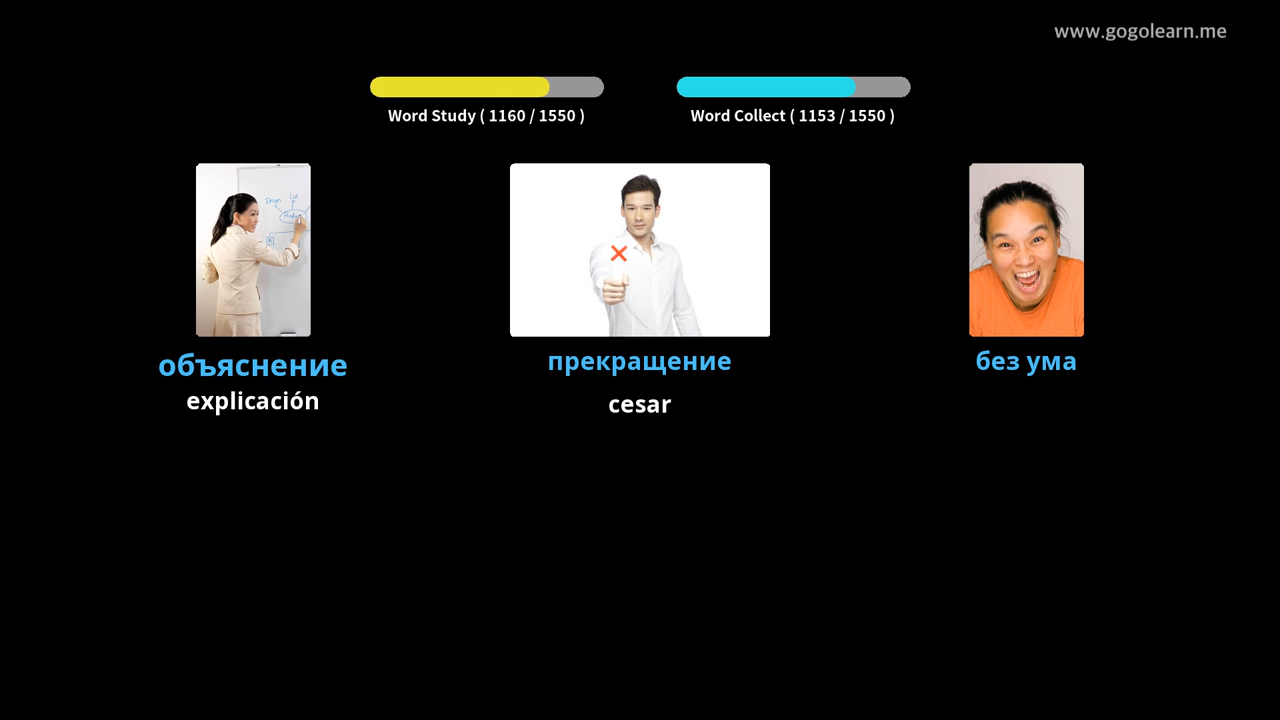 www.gogolearn.me
Word Study ( 1160 / 1550 )
Word Collect ( 1153 / 1550 )
объяснение
explicación
прекращение
cesar
без ума